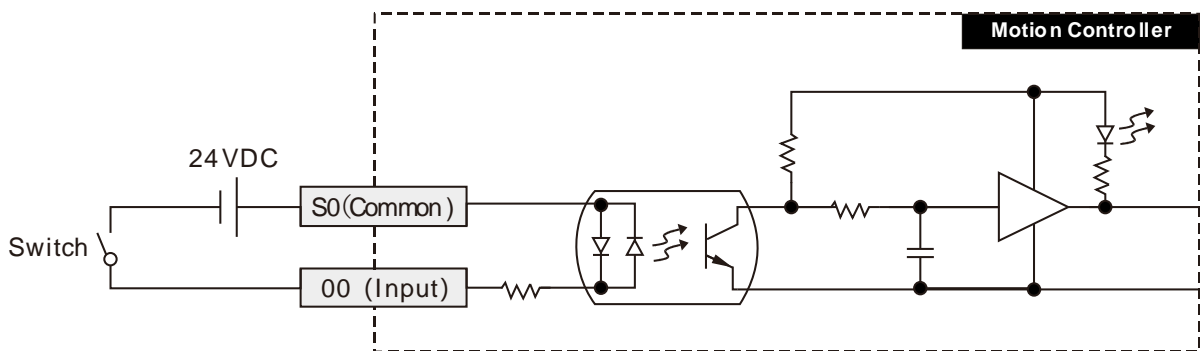 Motion Controller
24VDC
S0(Common)
Switch
00 (Input)